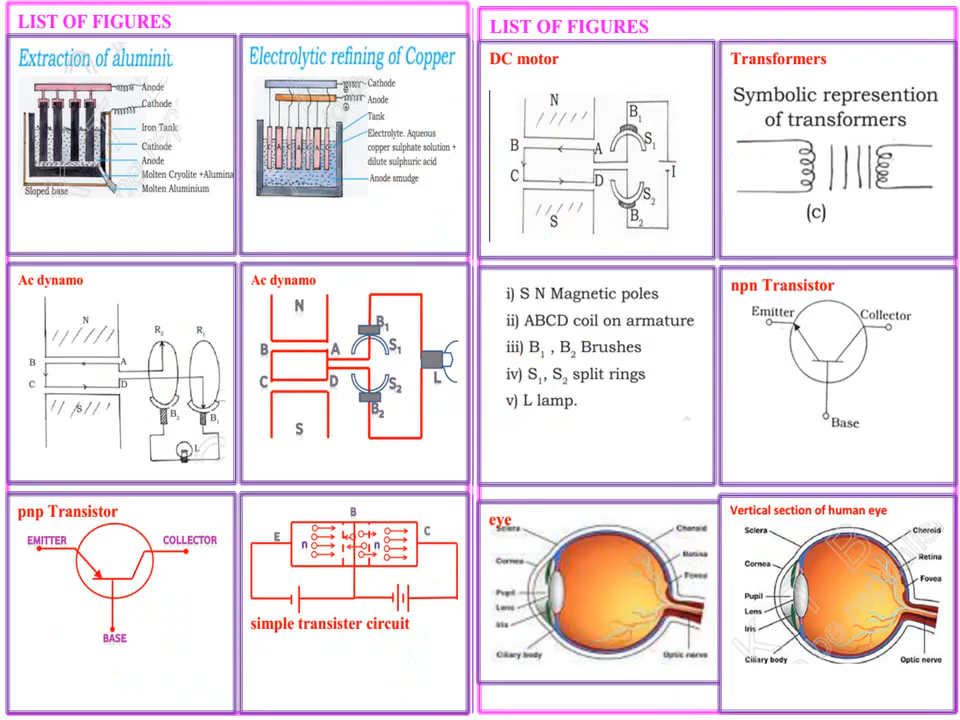 LIST OF FIGURES
Extraction of aluminiu
Anode
Cathode
Iron Tank
Cathode
Anode
Molten Cryolite +Alumina
Molten Aluminium
Sloped base
Electrolytic refining of Copper
Cathode
Anode
Tank
Electrolyte. Aqueous
copper sulphate solution +
dilute sulphuric acid
Anode smudge
C A C A C A C A
Ac dynamo
N
R₂ R₁
B A
C D
S
B₂ B₁
L
Ac dynamo
N
B₁
B A S₁
C D S₂ L
B₂
S
pnp Transistor
EMITTER COLLECTOR
BASE
B
E C
n n
simple transister circuit
LIST OF FIGURES
DC motor
N
B₁
B A S₁
C D I
S₂
S B₂
Transformers
Symbolic represention
of transformers
(c)
i) S N Magnetic poles
ii) ABCD coil on armature
iii) B₁ , B₂ Brushes
iv) S₁, S₂ split rings
v) L lamp.
npn Transistor
Emitter Collector
Base
eye
Sclera Choroid
Cornea Retina
Fovea
Pupil
Lens
Iris
Ciliary body Optic nerve
Vertical section of human eye
Sclera Choroid
Cornea Retina
Fovea
Pupil
Lens
Iris
Ciliary body Optic nerve